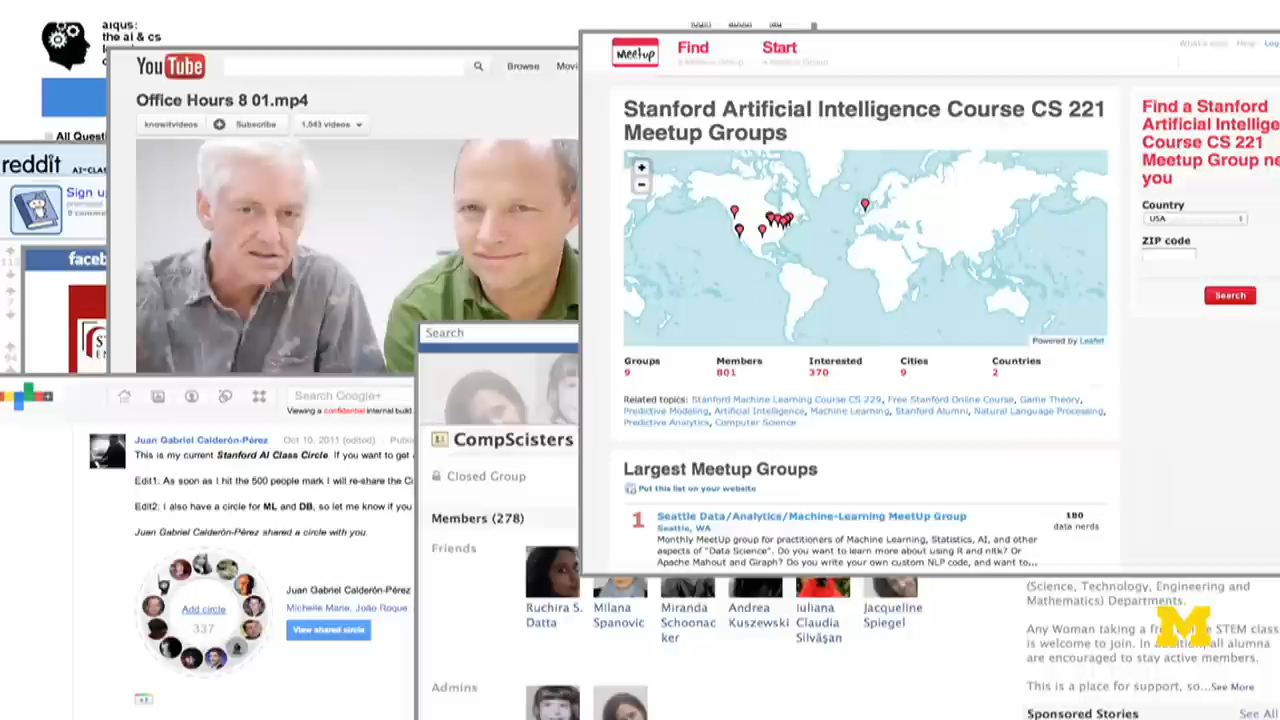 aiqus:
the ai & cs
All Questi
reddit AI-CLAS
Sign up
faceb
YouTube
Browse
Movi
Office Hours 8 01.mp4
knowitvideos
Subscribe
1,043 videos
Search Google+
Viewing a confidential internal build
Juan Gabriel Calderón-Pérez Oct 10, 2011 (edited) - Public
This is my current Stanford AI Class Circle. If you want to get
Edit1. As soon as I hit the 500 people mark I will re-share the Ci
Edit2: I also have a circle for ML and DB, so let me know if you
Juan Gabriel Calderón-Pérez shared a circle with you.
Add circle
337
Juan Gabriel Calderón-Pérez
Michelle Marie, João Roque
View shared circle
+1
Search
CompScisters
Closed Group
Members (278)
Friends
Ruchira S. Datta
Milana Spanovic
Miranda Schoonacker
Andrea Kuszewski
Iuliana Claudia Silvăşan
Jacqueline Spiegel
Admins
Meetup
Find
a Meetup Group
Start
a Meetup Group
What's new Help Log
Stanford Artificial Intelligence Course CS 221
Meetup Groups
+
−
Powered by Leaflet
Groups Members Interested Cities Countries
9 801 370 9 2
Related topics: Stanford Machine Learning Course CS 229, Free Stanford Online Course, Game Theory,
Predictive Modeling, Artificial Intelligence, Machine Learning, Stanford Alumni, Natural Language Processing,
Predictive Analytics, Computer Science
Largest Meetup Groups
Put this list on your website
1 Seattle Data/Analytics/Machine-Learning MeetUp Group
Seattle, WA
Monthly MeetUp group for practitioners of Machine Learning, Statistics, AI, and other
aspects of "Data Science". Do you want to learn more about using R and nltk? Or
Apache Mahout and Giraph? Do you write your own custom NLP code, and want to...
180
data nerds
Find a Stanford
Artificial Intellige
Course CS 221
Meetup Group ne
you
Country
USA
ZIP code
Search
(Science, Technology, Engineering and
Mathematics) Departments.
Any Woman taking a STEM class
is welcome to join. In all alumna
are encouraged to stay active members.
This is a place for support, so...See More
Sponsored Stories See All
M